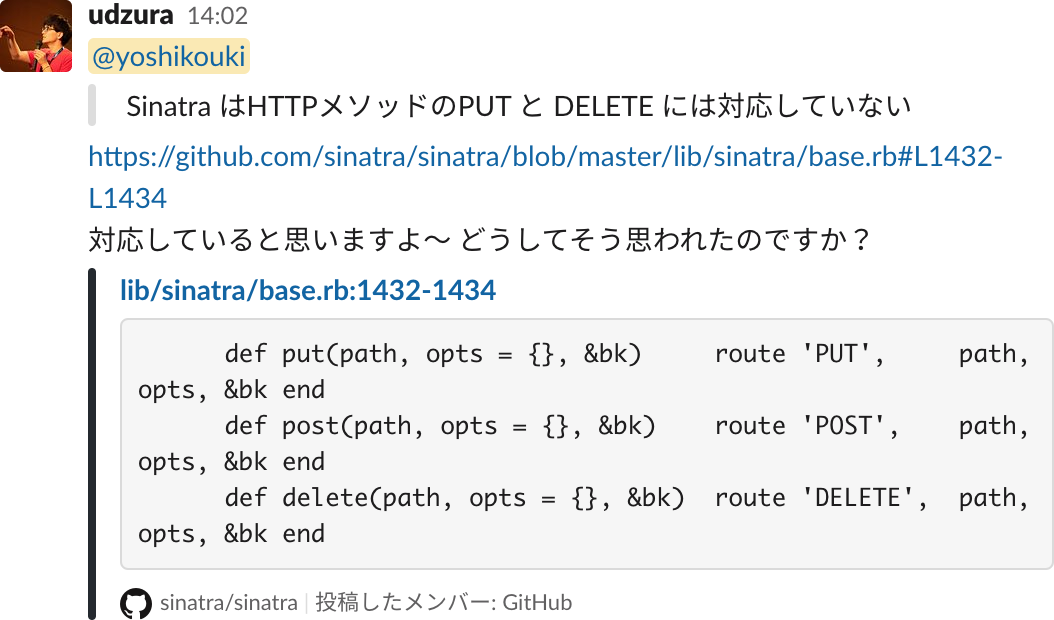 udzura 14:02
@yoshikouki
Sinatra はHTTPメソッドのPUT と DELETE には対応していない
https://github.com/sinatra/sinatra/blob/master/lib/sinatra/base.rb#L1432-
L1434
対応していると思いますよ〜 どうしてそう思われたのですか？
lib/sinatra/base.rb:1432-1434
def put(path, opts = {}, &bk)     route 'PUT',     path,
opts, &bk end
def post(path, opts = {}, &bk)    route 'POST',    path,
opts, &bk end
def delete(path, opts = {}, &bk)  route 'DELETE',  path,
opts, &bk end
sinatra/sinatra | 投稿したメンバー: GitHub